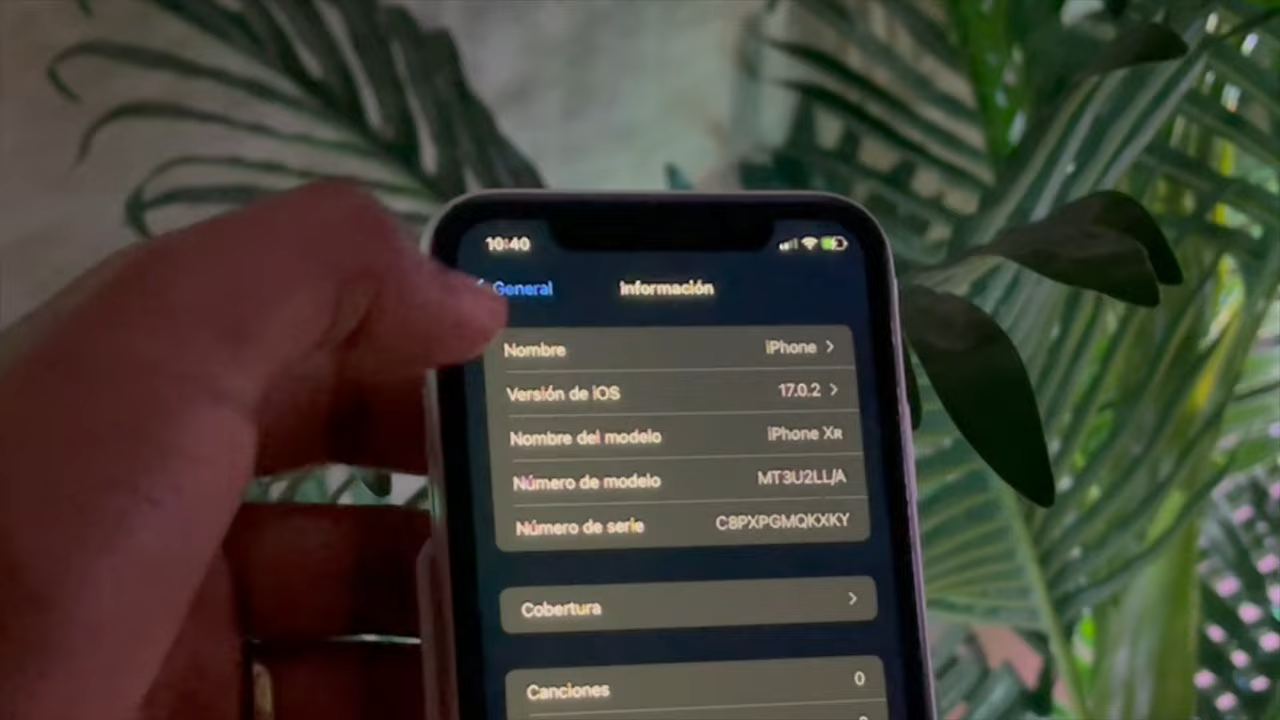 10:40
General
Información
Nombre iPhone
Versión de iOS 17.0.2
Nombre del modelo iPhone XR
Número de modelo MT3U2LL/A
Número de serie C8PXPGMQKXKY
Cobertura
Canciones 0